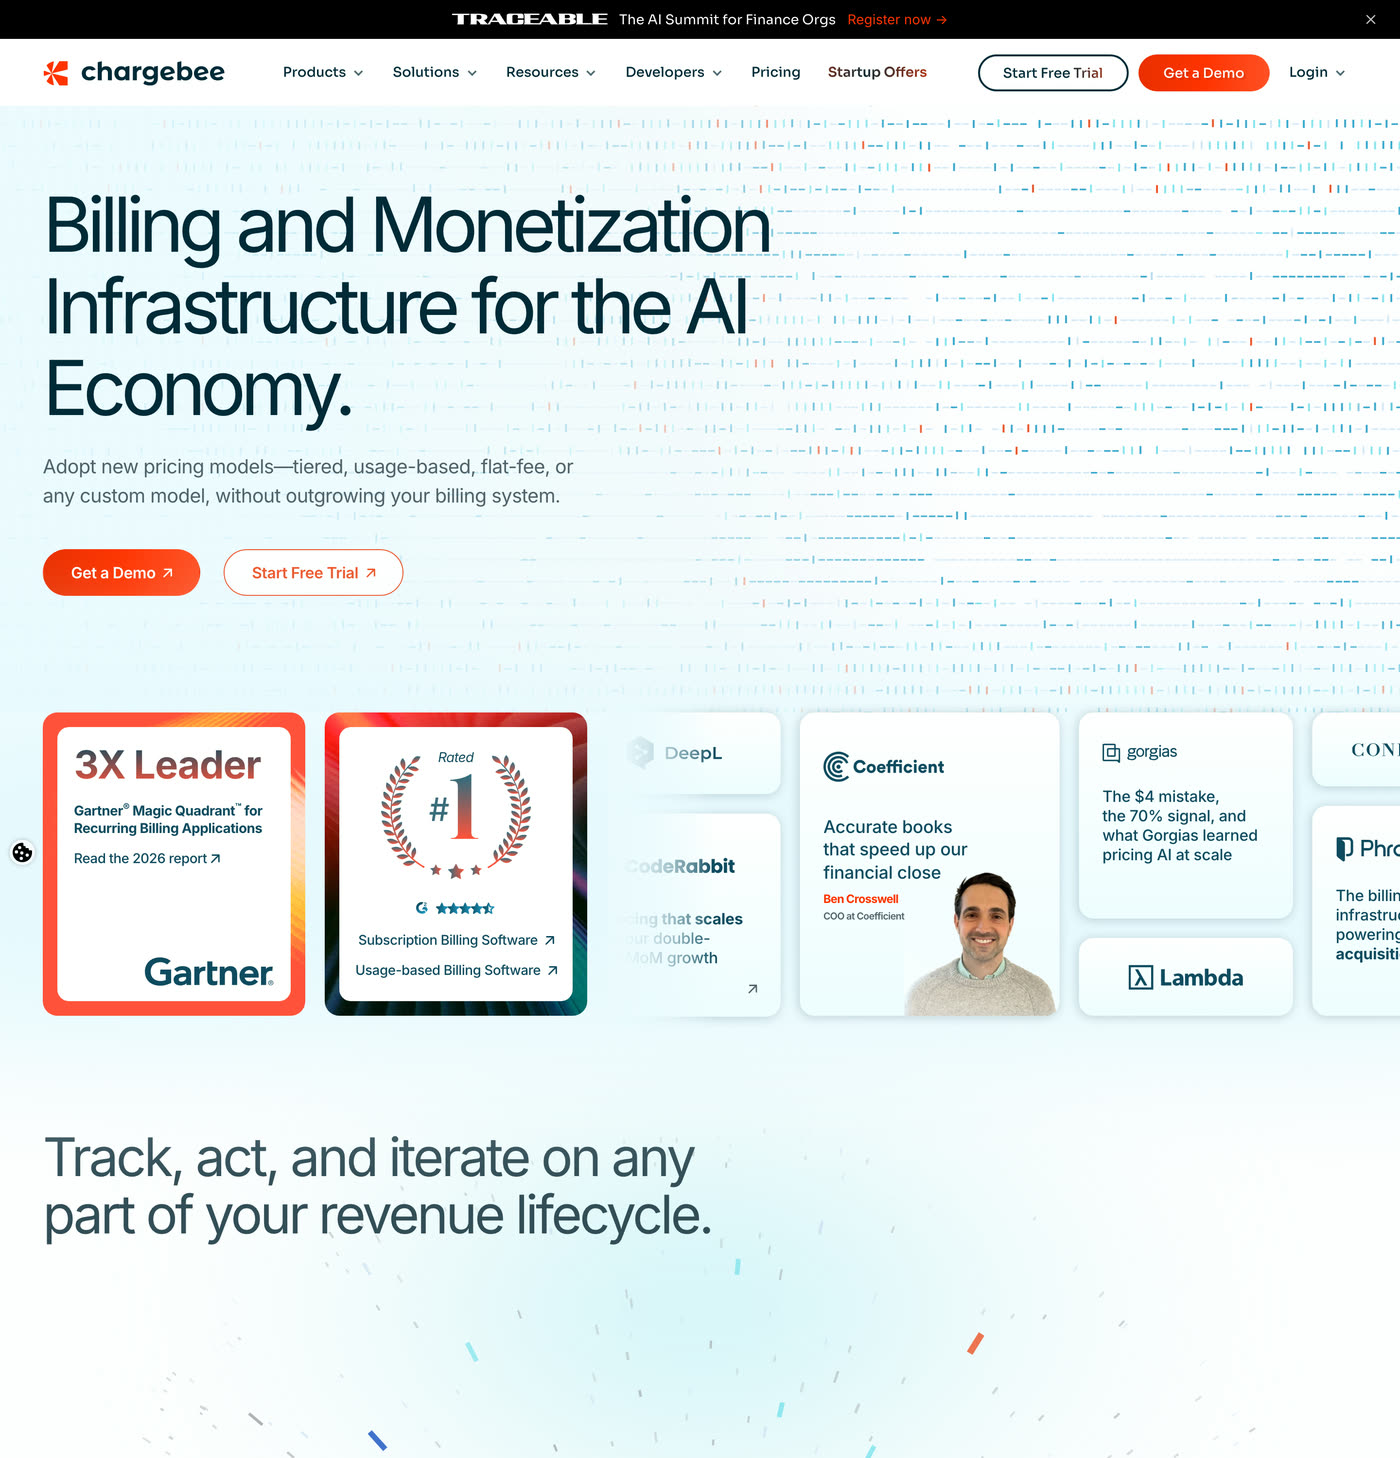 TRACEABLE The AI Summit for Finance Orgs Register now →
chargebee
Products
Solutions
Resources
Developers
Pricing
Startup Offers
Start Free Trial
Get a Demo
Login
Billing and Monetization
Infrastructure for the AI
Economy.
Adopt new pricing models—tiered, usage-based, flat-fee, or
any custom model, without outgrowing your billing system.
Get a Demo
Start Free Trial
3X Leader
Gartner® Magic Quadrant™ for
Recurring Billing Applications
Read the 2026 report
Gartner®
Rated
#1
Subscription Billing Software
Usage-based Billing Software
DeepL
CodeRabbit
that scales
double-
MoM growth
Coefficient
Accurate books
that speed up our
financial close
Ben Crosswell
COO at Coefficient
gorgias
The $4 mistake,
the 70% signal, and
what Gorgias learned
pricing AI at scale
Lambda
The
powering
Track, act, and iterate on any
part of your revenue lifecycle.